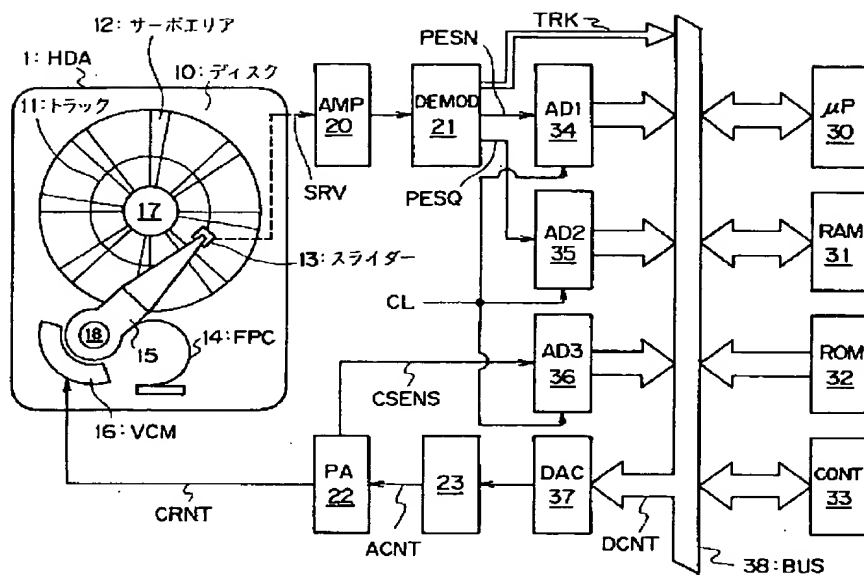 12:サーボエリア
1:HDA
10:ディスク
11:トラック
17
13:スライダー
18
15
14:FPC
16:VCM
SRV
AMP
20
DEMOD
21
PESN
PESQ
TRK
AD1
34
AD2
35
CL
AD3
36
CSENS
PA
22
CRNT
ACNT
23
DAC
37
DCNT
μP
30
RAM
31
ROM
32
CONT
33
38:BUS